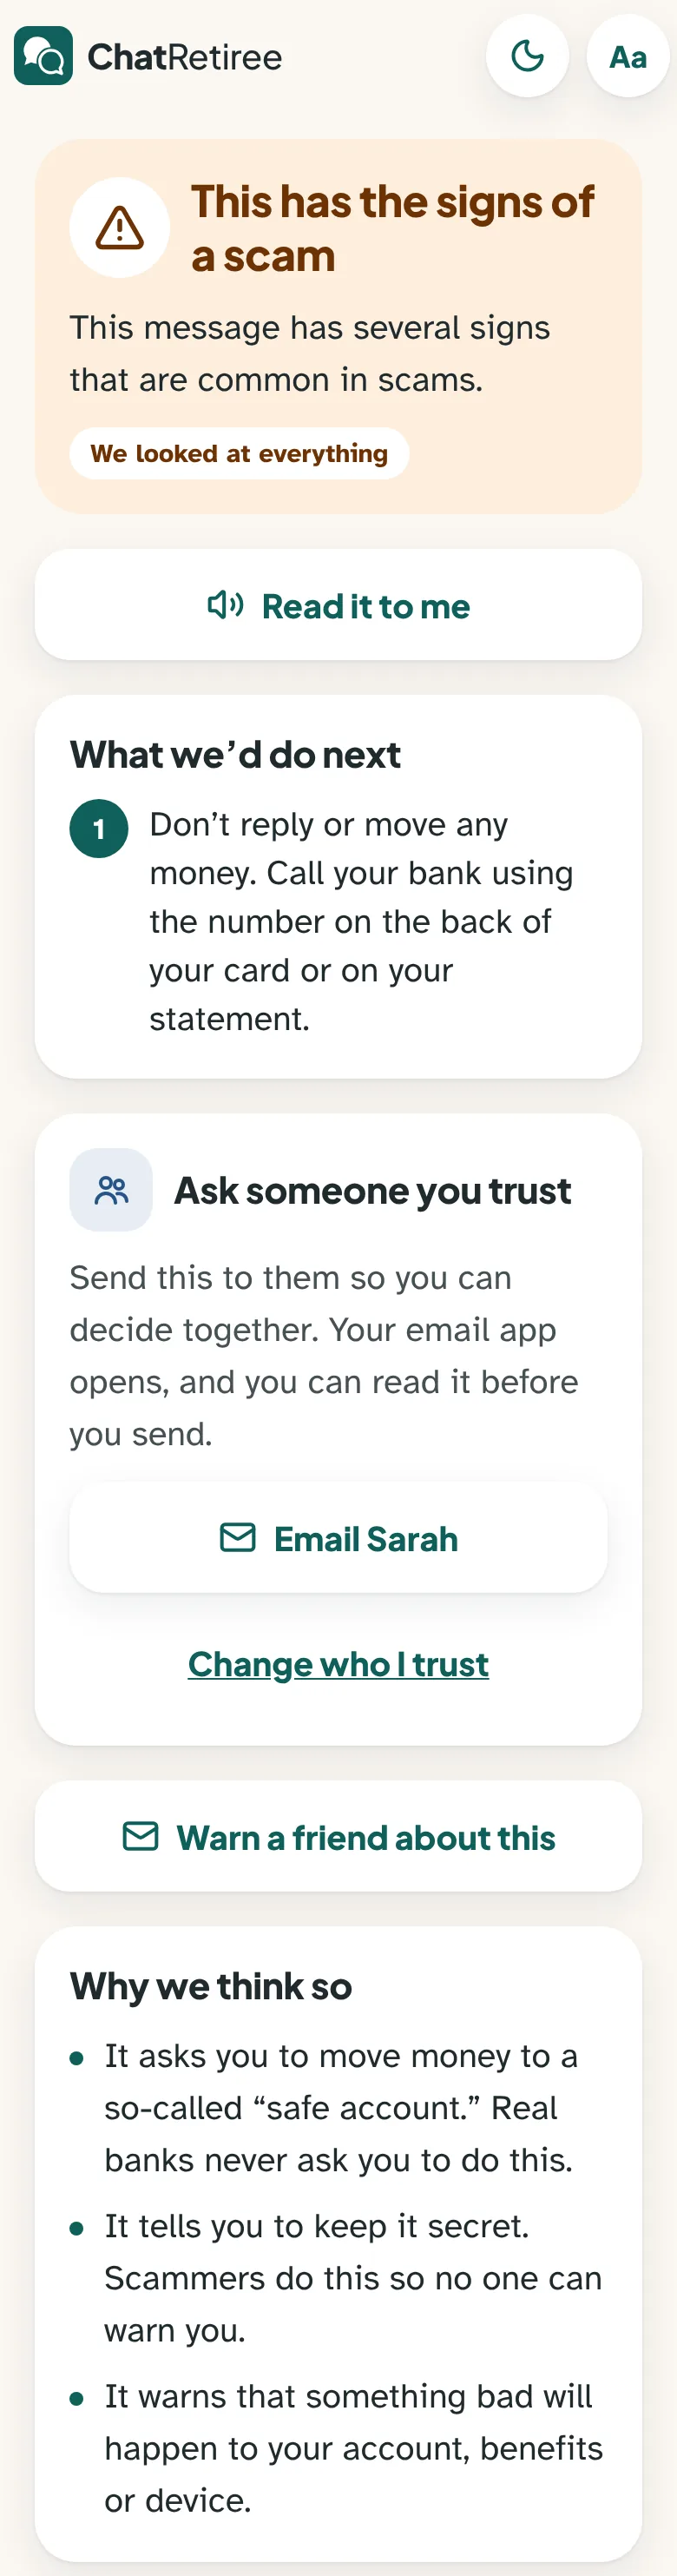 ChatRetiree
Aa
This has the signs of
a scam
This message has several signs
that are common in scams.
We looked at everything
Read it to me
What we’d do next
1
Don’t reply or move any
money. Call your bank using
the number on the back of
your card or on your
statement.
Ask someone you trust
Send this to them so you can
decide together. Your email app
opens, and you can read it before
you send.
Email Sarah
Change who I trust
Warn a friend about this
Why we think so
It asks you to move money to a
so-called “safe account.” Real
banks never ask you to do this.
It tells you to keep it secret.
Scammers do this so no one can
warn you.
It warns that something bad will
happen to your account, benefits
or device.